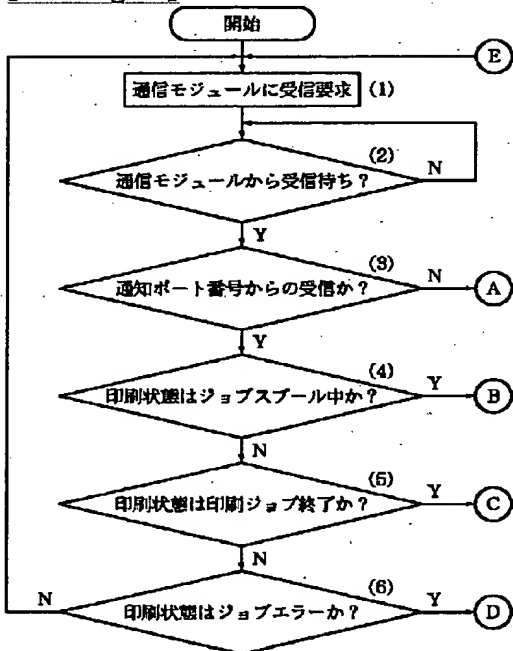 開始
E
通信モジュールに受信要求 (1)
(2)
通信モジュールから受信待ち？ N
Y
(3)
通知ポート番号からの受信か？ N A
Y
(4)
印刷状態はジョブスプール中か？ Y B
N
(5)
印刷状態は印刷ジョブ終了か？ Y C
N
(6)
N 印刷状態はジョブエラーか？ Y D